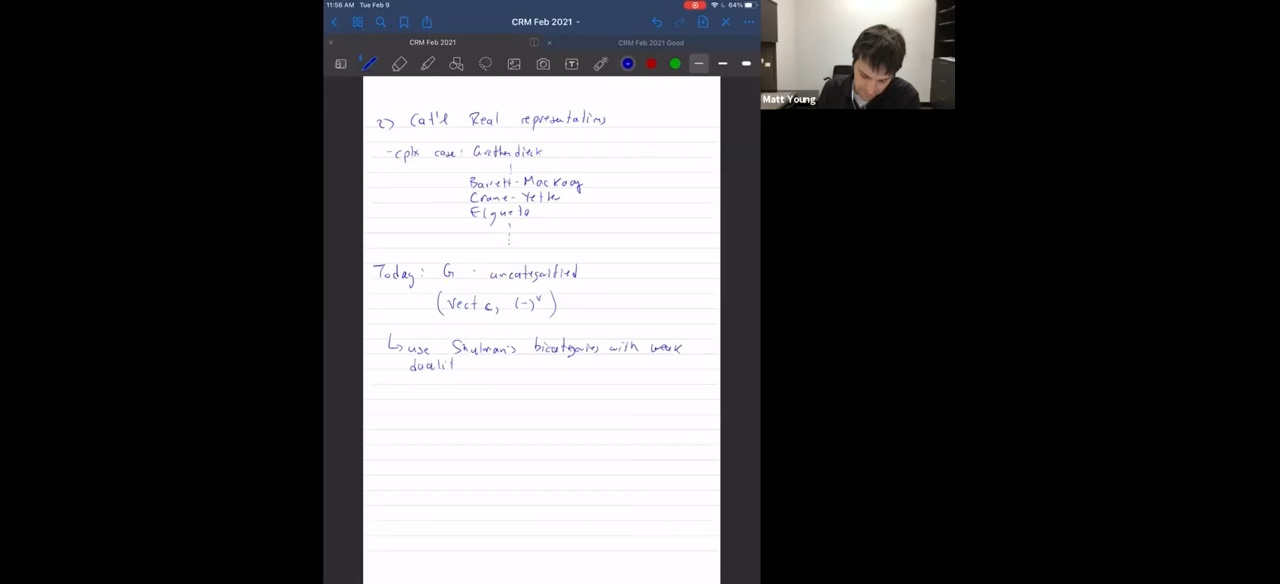 11:56 AM Tue Feb 9
64%
CRM Feb 2021
CRM Feb 2021
CRM Feb 2021 Good
Matt Young
2) Cat'l Real representations
- cplx case: Grothendieck
Barrett-Mackaay
Crane-Yetter
Elgueta
Today: G - uncategorified
(Vect ℂ, (-)^∨)
↳ use Shulman's bicategories with weak
dualit